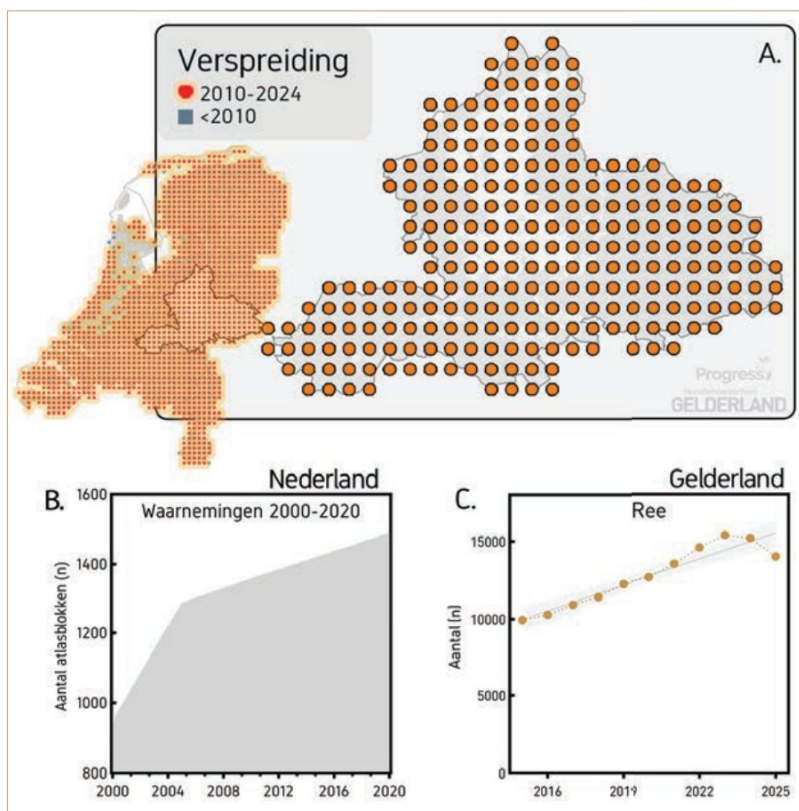 Verspreiding
2010-2024
<2010
A.
Progress
GELDERLAND
B.
Nederland
Waarnemingen 2000-2020
Aantal atlasblokken (n)
1600
1400
1200
1000
800
2000 2004 2008 2012 2016 2020
C.
Gelderland
Ree
Aantal (n)
15000
10000
5000
0
2016 2019 2022 2025